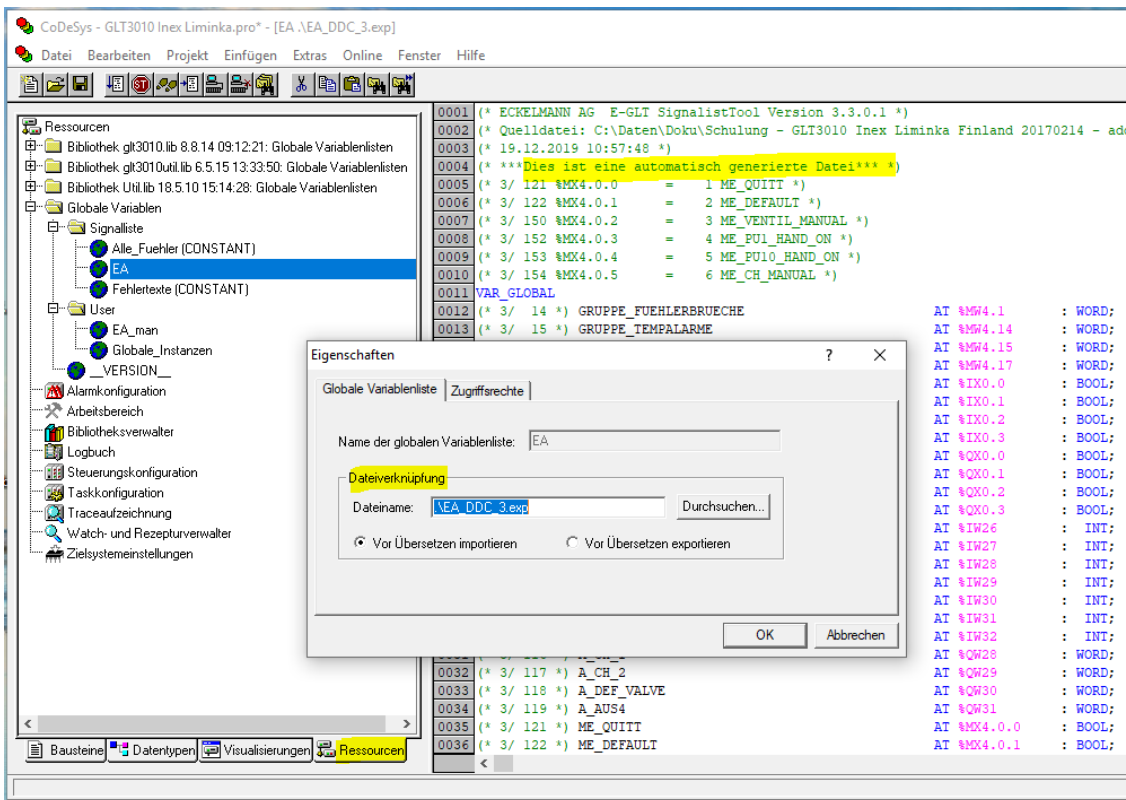 CoDeSys - GLT3010 Inex Liminka.pro* - [EA .\EA_DDC_3.exp]
Datei Bearbeiten Projekt Einfügen Extras Online Fenster Hilfe
Ressourcen
Bibliothek glt3010.lib 8.8.14 09:12:21: Globale Variablenlisten
Bibliothek glt3010util.lib 6.5.15 13:33:50: Globale Variablenlisten
Bibliothek Util.lib 18.5.10 15:14:28: Globale Variablenlisten
Globale Variablen
Signalliste
Alle_Fuehler (CONSTANT)
EA
Fehlertexte (CONSTANT)
User
EA_man
Globale_Instanzen
__VERSION__
Alarmkonfiguration
Arbeitsbereich
Bibliotheksverwalter
Logbuch
Steuerungskonfiguration
Taskkonfiguration
Traceaufzeichnung
Watch- und Rezepturverwalter
Zielsystemeinstellungen
Bausteine Datentypen Visualisierungen Ressourcen
0001 (* ECKELMANN AG E-GLT SignalistTool Version 3.3.0.1 *)
0002 (* Quelldatei: C:\Daten\Doku\Schulung - GLT3010 Inex Liminka Finland 20170214 - add
0003 (* 19.12.2019 10:57:48 *)
0004 (* ***Dies ist eine automatisch generierte Datei*** *)
0005 (* 3/ 121 %MX4.0.0 = 1 ME_QUITT *)
0006 (* 3/ 122 %MX4.0.1 = 2 ME_DEFAULT *)
0007 (* 3/ 150 %MX4.0.2 = 3 ME_VENTIL_MANUAL *)
0008 (* 3/ 152 %MX4.0.3 = 4 ME_PU1_HAND_ON *)
0009 (* 3/ 153 %MX4.0.4 = 5 ME_PU10_HAND_ON *)
0010 (* 3/ 154 %MX4.0.5 = 6 ME_CH_MANUAL *)
0011 VAR_GLOBAL
0012 (* 3/ 14 *) GRUPPE_FUEHLERBRUECHE AT %MW4.1 : WORD;
0013 (* 3/ 15 *) GRUPPE_TEMPALARME AT %MW4.14 : WORD;
AT %MW4.15 : WORD;
AT %MW4.17 : WORD;
AT %IX0.0 : BOOL;
AT %IX0.1 : BOOL;
AT %IX0.2 : BOOL;
AT %IX0.3 : BOOL;
AT %QX0.0 : BOOL;
AT %QX0.1 : BOOL;
AT %QX0.2 : BOOL;
AT %QX0.3 : BOOL;
AT %IW26 : INT;
AT %IW27 : INT;
AT %IW28 : INT;
AT %IW29 : INT;
AT %IW30 : INT;
AT %IW31 : INT;
AT %IW32 : INT;
AT %QW28 : WORD;
0032 (* 3/ 117 *) A_CH_2 AT %QW29 : WORD;
0033 (* 3/ 118 *) A_DEF_VALVE AT %QW30 : WORD;
0034 (* 3/ 119 *) A_AUS4 AT %QW31 : WORD;
0035 (* 3/ 121 *) ME_QUITT AT %MX4.0.0 : BOOL;
0036 (* 3/ 122 *) ME_DEFAULT AT %MX4.0.1 : BOOL;
Eigenschaften ? ×
Globale Variablenliste Zugriffsrechte
Name der globalen Variablenliste: EA
Dateiverknüpfung
Dateiname: .\EA_DDC_3.exp Durchsuchen...
Vor Übersetzen importieren Vor Übersetzen exportieren
OK Abbrechen